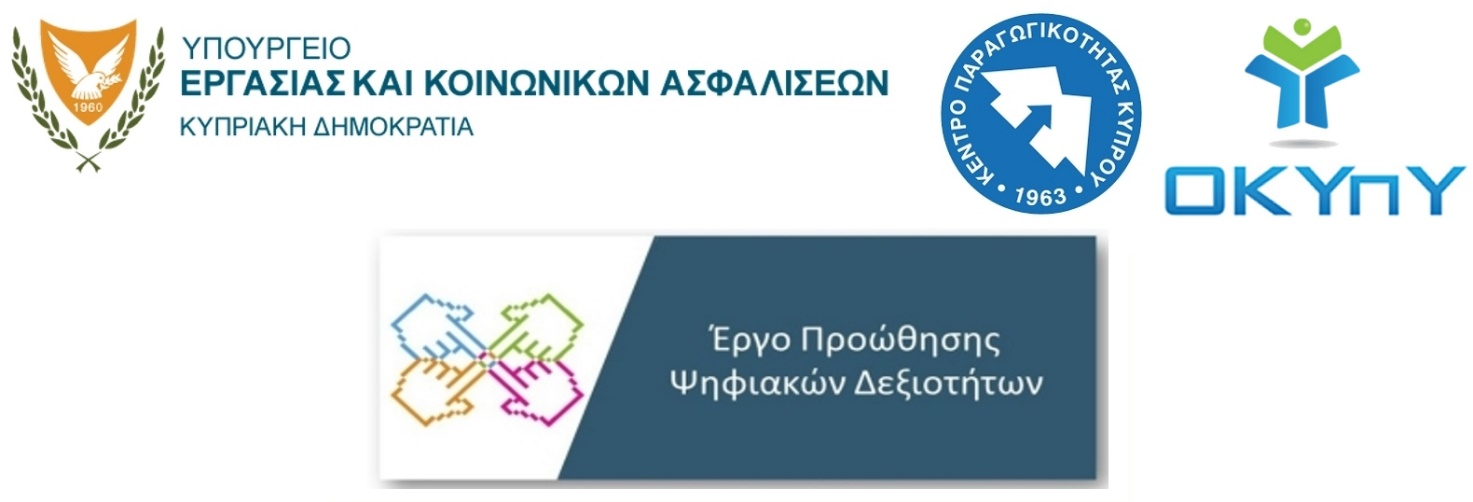 ΥΠΟΥΡΓΕΙΟ
ΕΡΓΑΣΙΑΣ ΚΑΙ ΚΟΙΝΩΝΙΚΩΝ ΑΣΦΑΛΙΣΕΩΝ
ΚΥΠΡΙΑΚΗ ΔΗΜΟΚΡΑΤΙΑ
1960
ΚΕΝΤΡΟ ΠΑΡΑΓΩΓΙΚΟΤΗΤΑΣ ΚΥΠΡΟΥ
• 1963 •
ΟΚΥπΥ
Έργο Προώθησης
Ψηφιακών Δεξιοτήτων